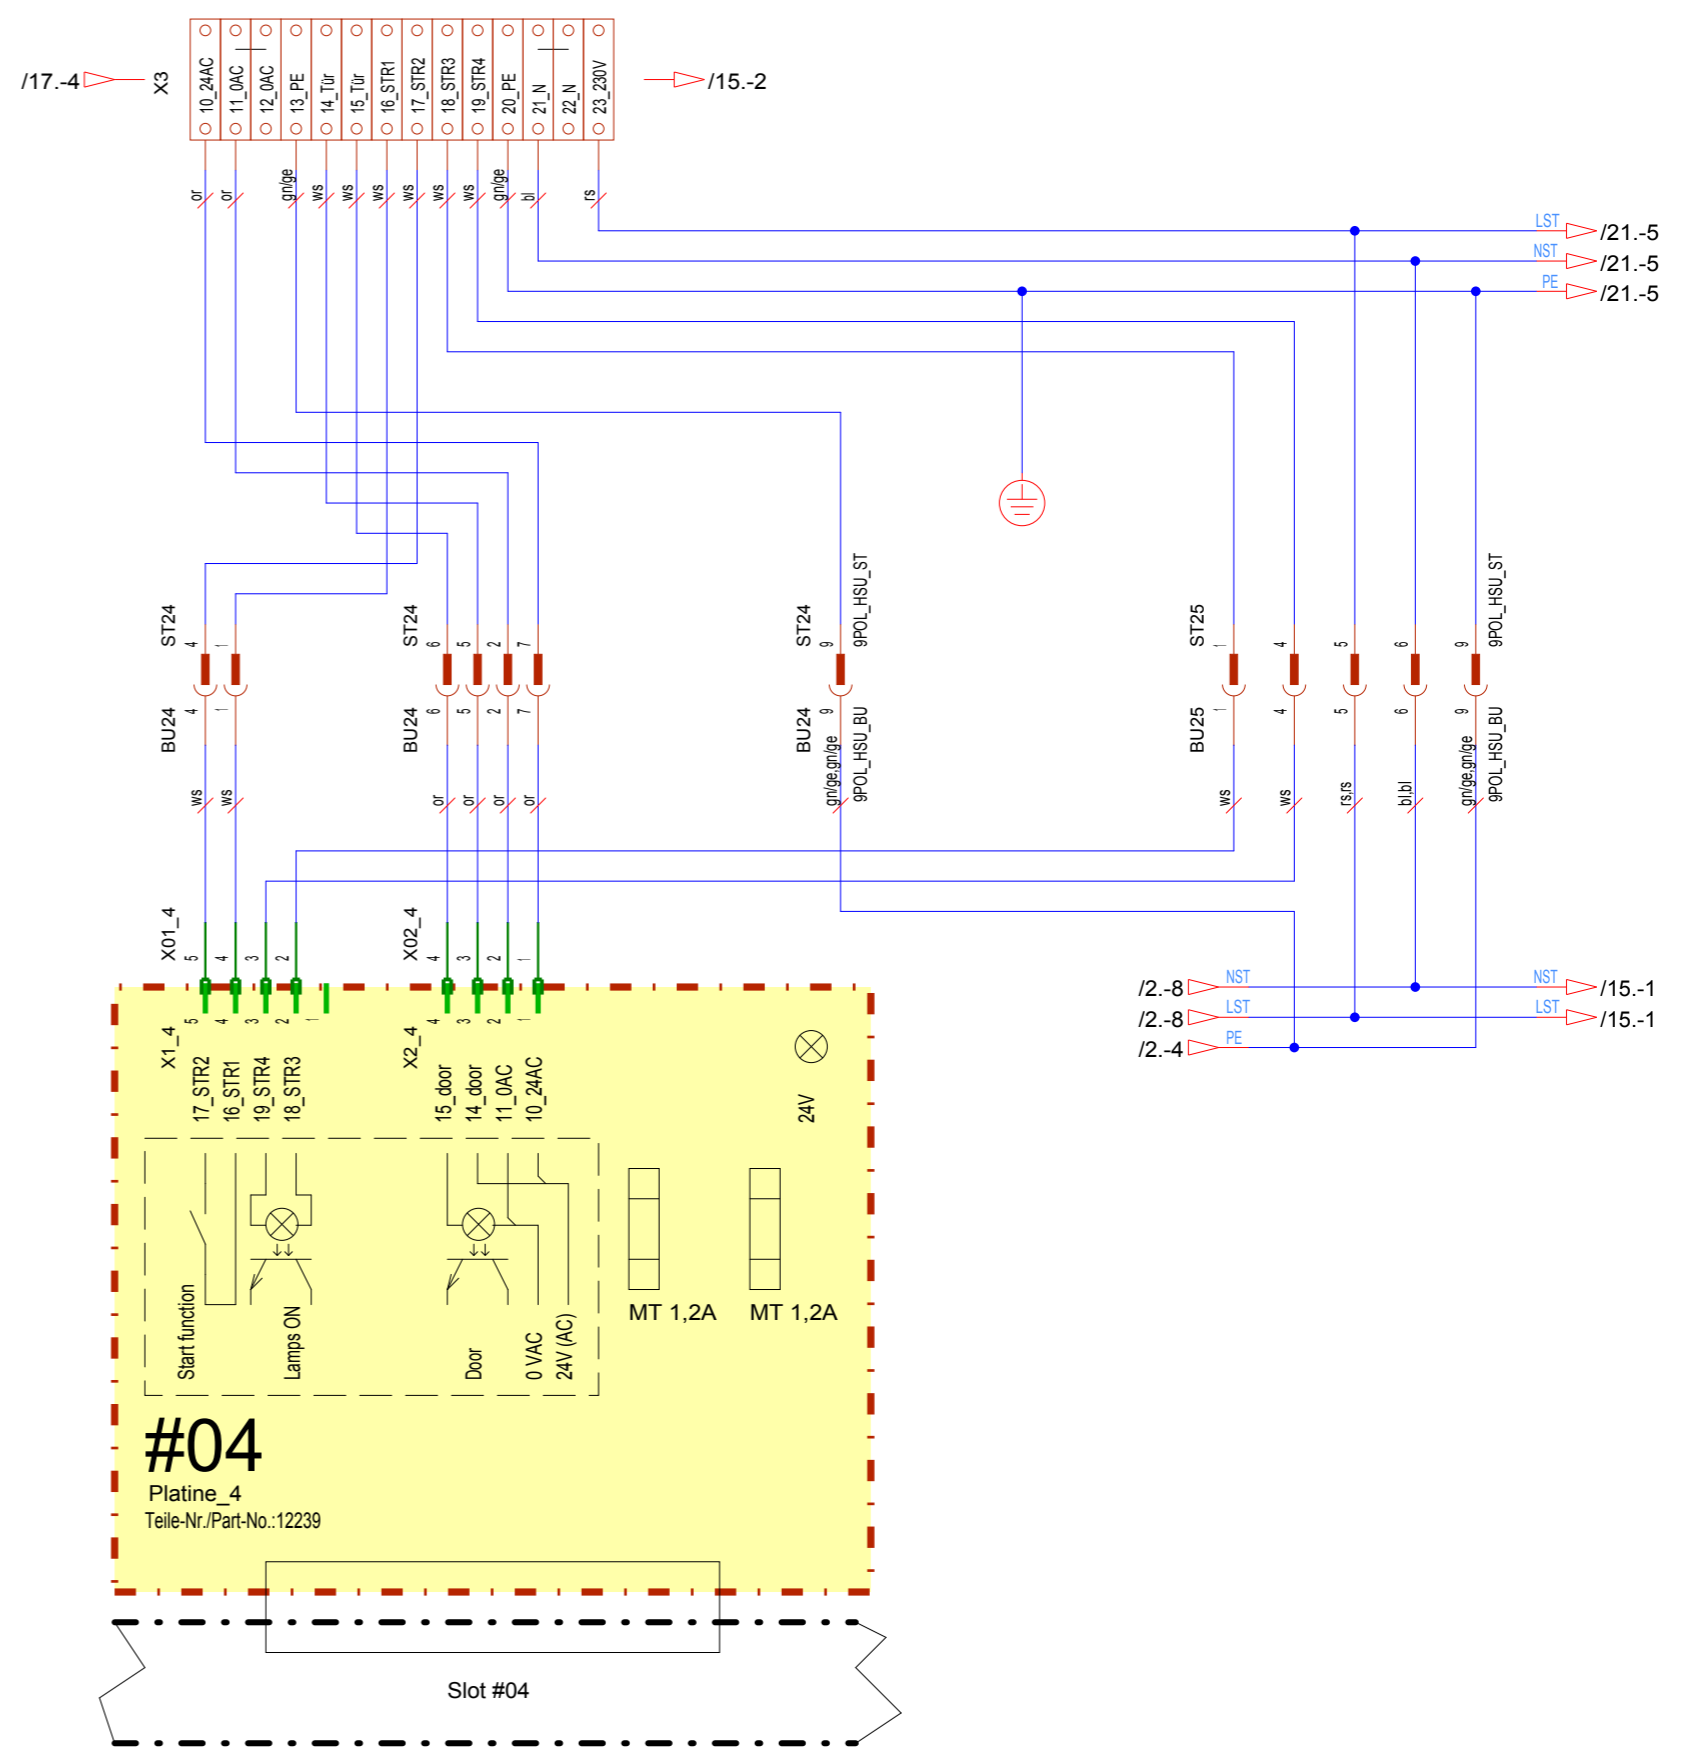 /17.-4
X3
10_24AC
11_0AC
12_0AC
13_PE
14_Tür
15_Tür
16_STR1
17_STR2
18_STR3
19_STR4
20_PE
21_N
22_N
23_230V
/15.-2
or
or
gn/ge
ws
ws
ws
ws
ws
ws
gn/ge
bl
rs
LST
/21.-5
NST
/21.-5
PE
/21.-5
ST24
4
1
ST24
6
5
2
7
ST24
9
9POL_HSU_ST
ST25
1
4
5
6
9
9POL_HSU_ST
BU24
4
1
BU24
6
5
2
7
BU24
9
9POL_HSU_BU
BU25
1
4
5
6
9
9POL_HSU_BU
ws
ws
or
or
or
or
gn/ge,gn/ge
ws
ws
rs,rs
bl,bl
gn/ge,gn/ge
X01_4
5
4
3
2
X02_4
4
3
2
1
/2.-8
NST
NST
/15.-1
/2.-8
LST
LST
/15.-1
/2.-4
PE
X1_4
5
4
3
2
1
X2_4
4
3
2
1
17_STR2
16_STR1
19_STR4
18_STR3
15_door
14_door
11_0AC
10_24AC
24V
Start function
Lamps ON
Door
0 VAC
24V (AC)
MT 1,2A
MT 1,2A
#04
Platine_4
Teile-Nr./Part-No.:12239
Slot #04